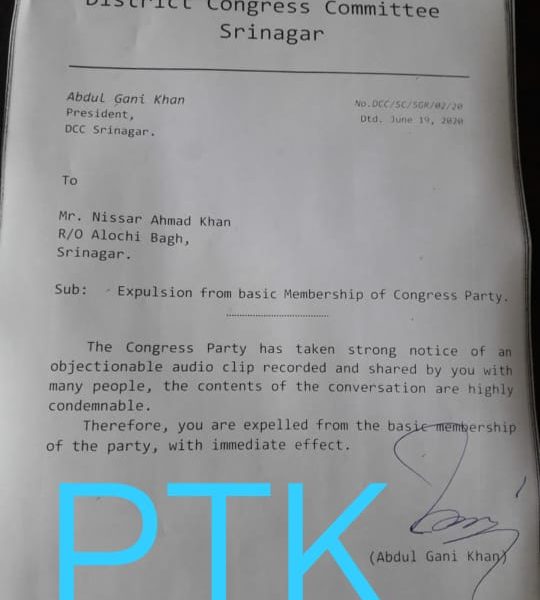 District Congress Committee
Srinagar
Abdul Gani Khan
President,
DCC Srinagar.
No.DCC/SC/SGR/02/20
Dtd. June 19, 2020
To
Mr. Nissar Ahmad Khan
R/O Alochi Bagh,
Srinagar.
Sub: Expulsion from basic Membership of Congress Party.
The Congress Party has taken strong notice of an
objectionable audio clip recorded and shared by you with
many people, the contents of the conversation are highly
condemnable.
Therefore, you are expelled from the basic membership
of the party, with immediate effect.
(Abdul Gani Khan)
PTK